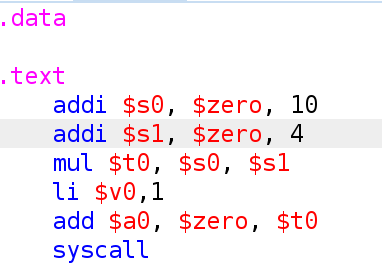 .data
.text
addi $s0, $zero, 10
addi $s1, $zero, 4
mul $t0, $s0, $s1
li $v0,1
add $a0, $zero, $t0
syscall